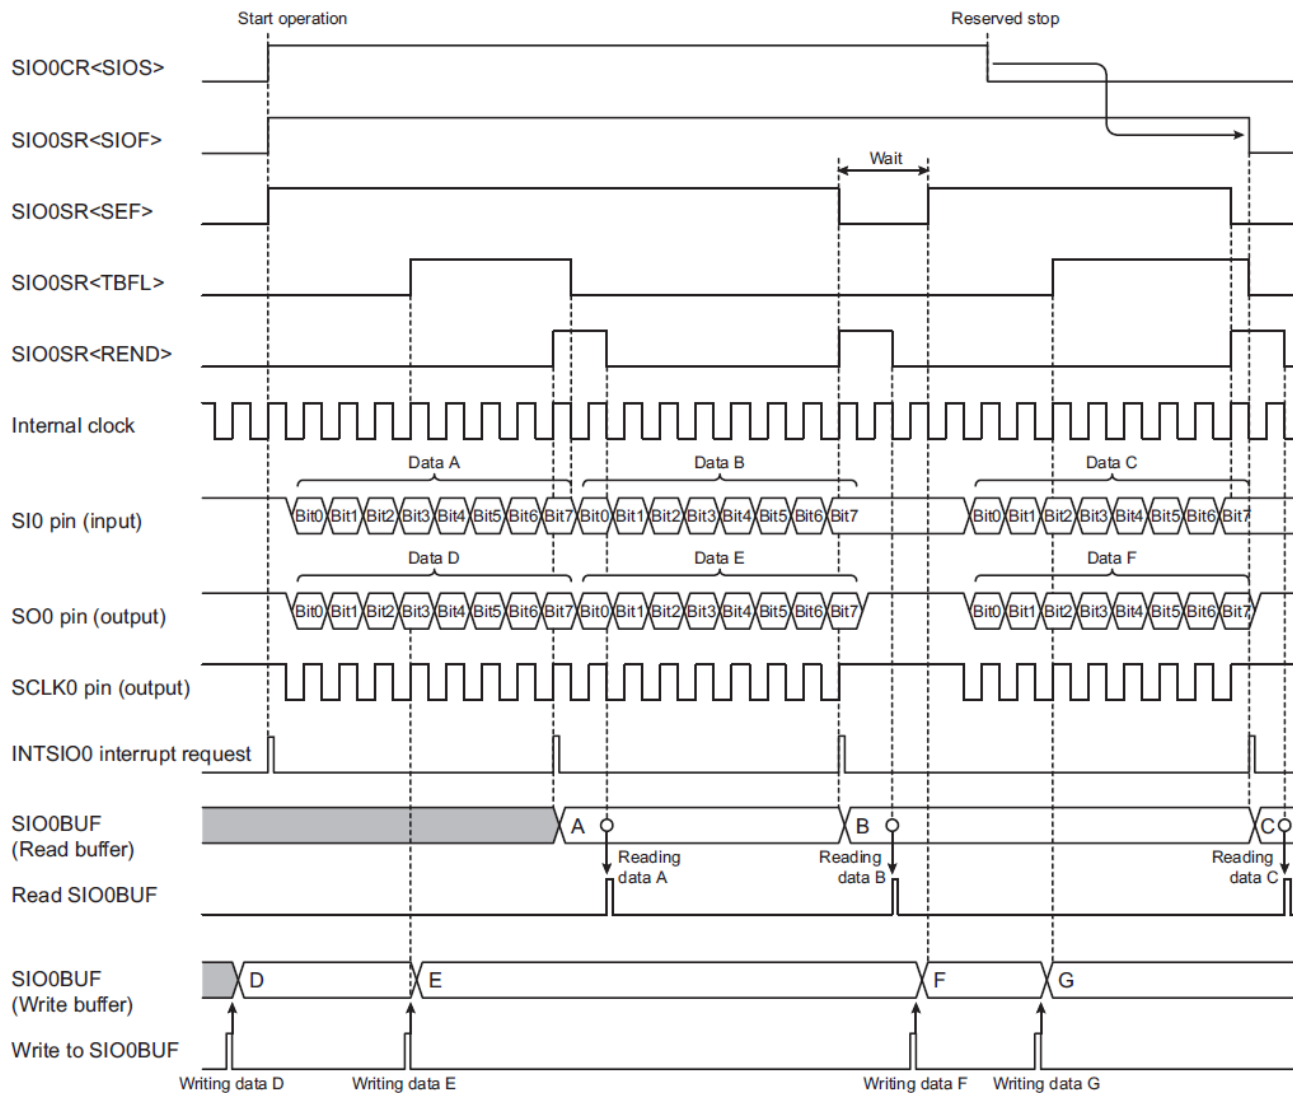 Start operation
Reserved stop
SIO0CR<SIOS>
SIO0SR<SIOF>
Wait
SIO0SR<SEF>
SIO0SR<TBFL>
SIO0SR<REND>
Internal clock
Data A
Data B
Data C
SI0 pin (input)
Bit0 Bit1 Bit2 Bit3 Bit4 Bit5 Bit6 Bit7 Bit0 Bit1 Bit2 Bit3 Bit4 Bit5 Bit6 Bit7 Bit0 Bit1 Bit2 Bit3 Bit4 Bit5 Bit6 Bit7
Data D
Data E
Data F
SO0 pin (output)
Bit0 Bit1 Bit2 Bit3 Bit4 Bit5 Bit6 Bit7 Bit0 Bit1 Bit2 Bit3 Bit4 Bit5 Bit6 Bit7 Bit0 Bit1 Bit2 Bit3 Bit4 Bit5 Bit6 Bit7
SCLK0 pin (output)
INTSIO0 interrupt request
SIO0BUF
(Read buffer)
A
B
C
Reading
data A
Reading
data B
Reading
data C
Read SIO0BUF
SIO0BUF
(Write buffer)
D
E
F
G
Write to SIO0BUF
Writing data D
Writing data E
Writing data F
Writing data G